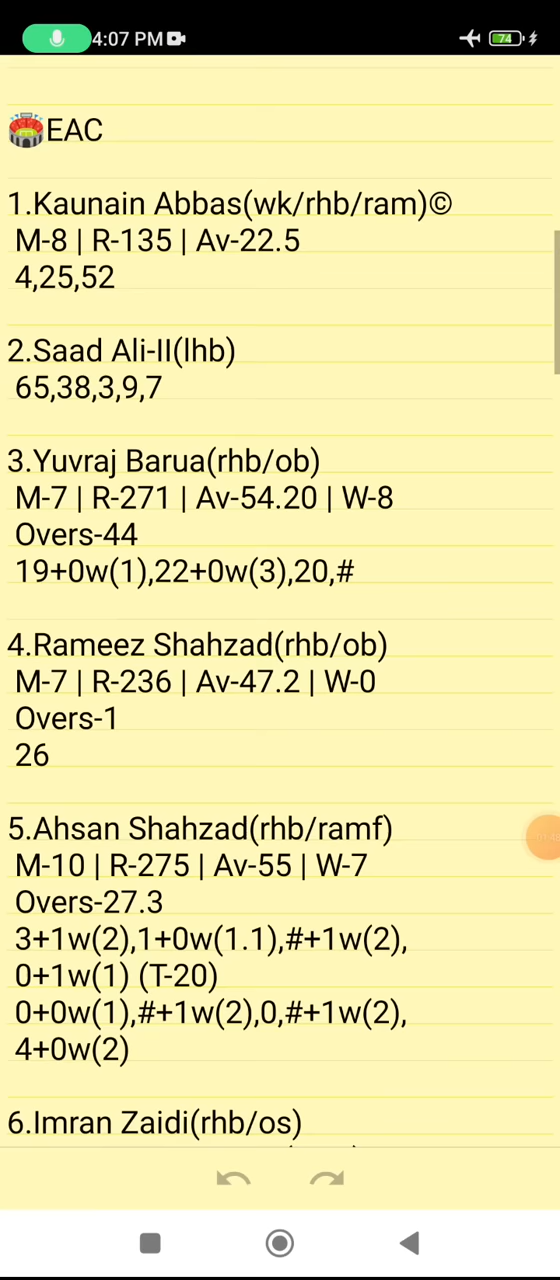 4:07 PM
74
EAC
1.Kaunain Abbas(wk/rhb/ram)©
M-8 | R-135 | Av-22.5
4,25,52
2.Saad Ali-II(lhb)
65,38,3,9,7
3.Yuvraj Barua(rhb/ob)
M-7 | R-271 | Av-54.20 | W-8
Overs-44
19+0w(1),22+0w(3),20,#
4.Rameez Shahzad(rhb/ob)
M-7 | R-236 | Av-47.2 | W-0
Overs-1
26
5.Ahsan Shahzad(rhb/ramf)
M-10 | R-275 | Av-55 | W-7
Overs-27.3
3+1w(2),1+0w(1.1),#+1w(2),
0+1w(1) (T-20)
0+0w(1),#+1w(2),0,#+1w(2),
4+0w(2)
6.Imran Zaidi(rhb/os)